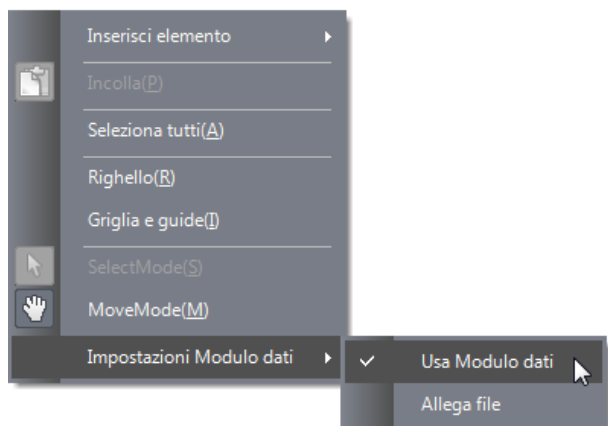 Inserisci elemento
Incolla(P)
Seleziona tutti(A)
Righello(R)
Griglia e guide(I)
SelectMode(S)
MoveMode(M)
Impostazioni Modulo dati
Usa Modulo dati
Allega file